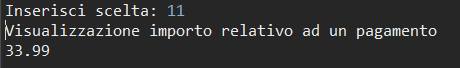 Inserisci scelta: 11
Visualizzazione importo relativo ad un pagamento
33.99